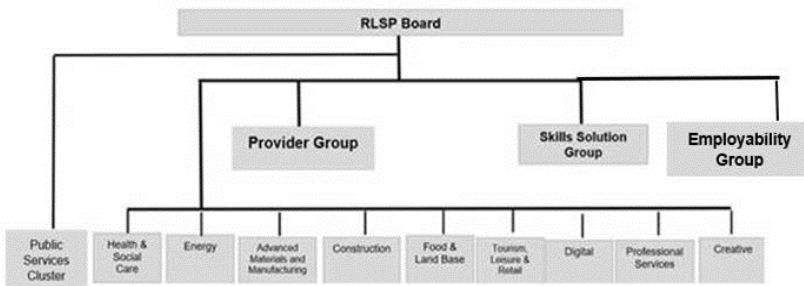 RLSP Board
Provider Group
Skills Solution
Group
Employability
Group
Public
Services
Cluster
Health &
Social
Care
Energy
Advanced
Materials and
Manufacturing
Construction
Food &
Land Base
Tourism,
Leisure &
Retail
Digital
Professional
Services
Creative